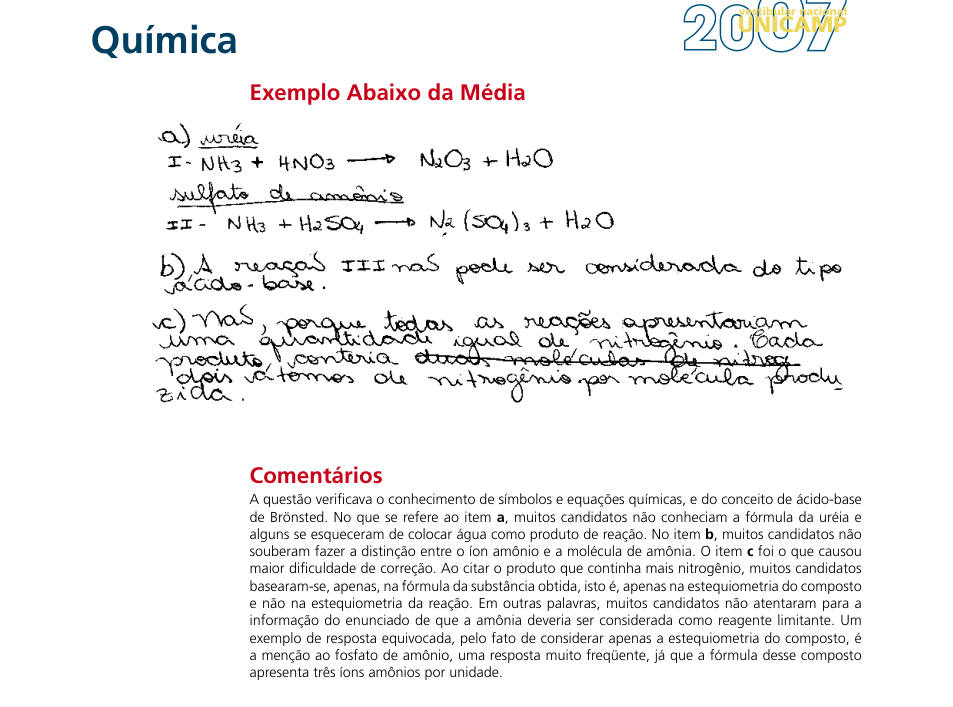 2007
vestibular nacional
UNICAMP
Química
Exemplo Abaixo da Média
a) uréia
I - NH3 + HNO3 ⟶ N2O3 + H2O
sulfato de amônio
II - NH3 + H2SO4 ⟶ N2(SO4)3 + H2O
b) A reação III não pode ser considerada do tipo
ácido-base.
c) Não, porque todas as reações apresentariam
uma quantidade igual de nitrogênio. Cada
produto conteria duas moléculas de nitrog
dois átomos de nitrogênio por molécula produ
zida.
Comentários
A questão verificava o conhecimento de símbolos e equações químicas, e do conceito de ácido-base
de Brönsted. No que se refere ao item a, muitos candidatos não conheciam a fórmula da uréia e
alguns se esqueceram de colocar água como produto de reação. No item b, muitos candidatos não
souberam fazer a distinção entre o íon amônio e a molécula de amônia. O item c foi o que causou
maior dificuldade de correção. Ao citar o produto que continha mais nitrogênio, muitos candidatos
basearam-se, apenas, na fórmula da substância obtida, isto é, apenas na estequiometria do composto
e não na estequiometria da reação. Em outras palavras, muitos candidatos não atentaram para a
informação do enunciado de que a amônia deveria ser considerada como reagente limitante. Um
exemplo de resposta equivocada, pelo fato de considerar apenas a estequiometria do composto, é
a menção ao fosfato de amônio, uma resposta muito freqüente, já que a fórmula desse composto
apresenta três íons amônios por unidade.